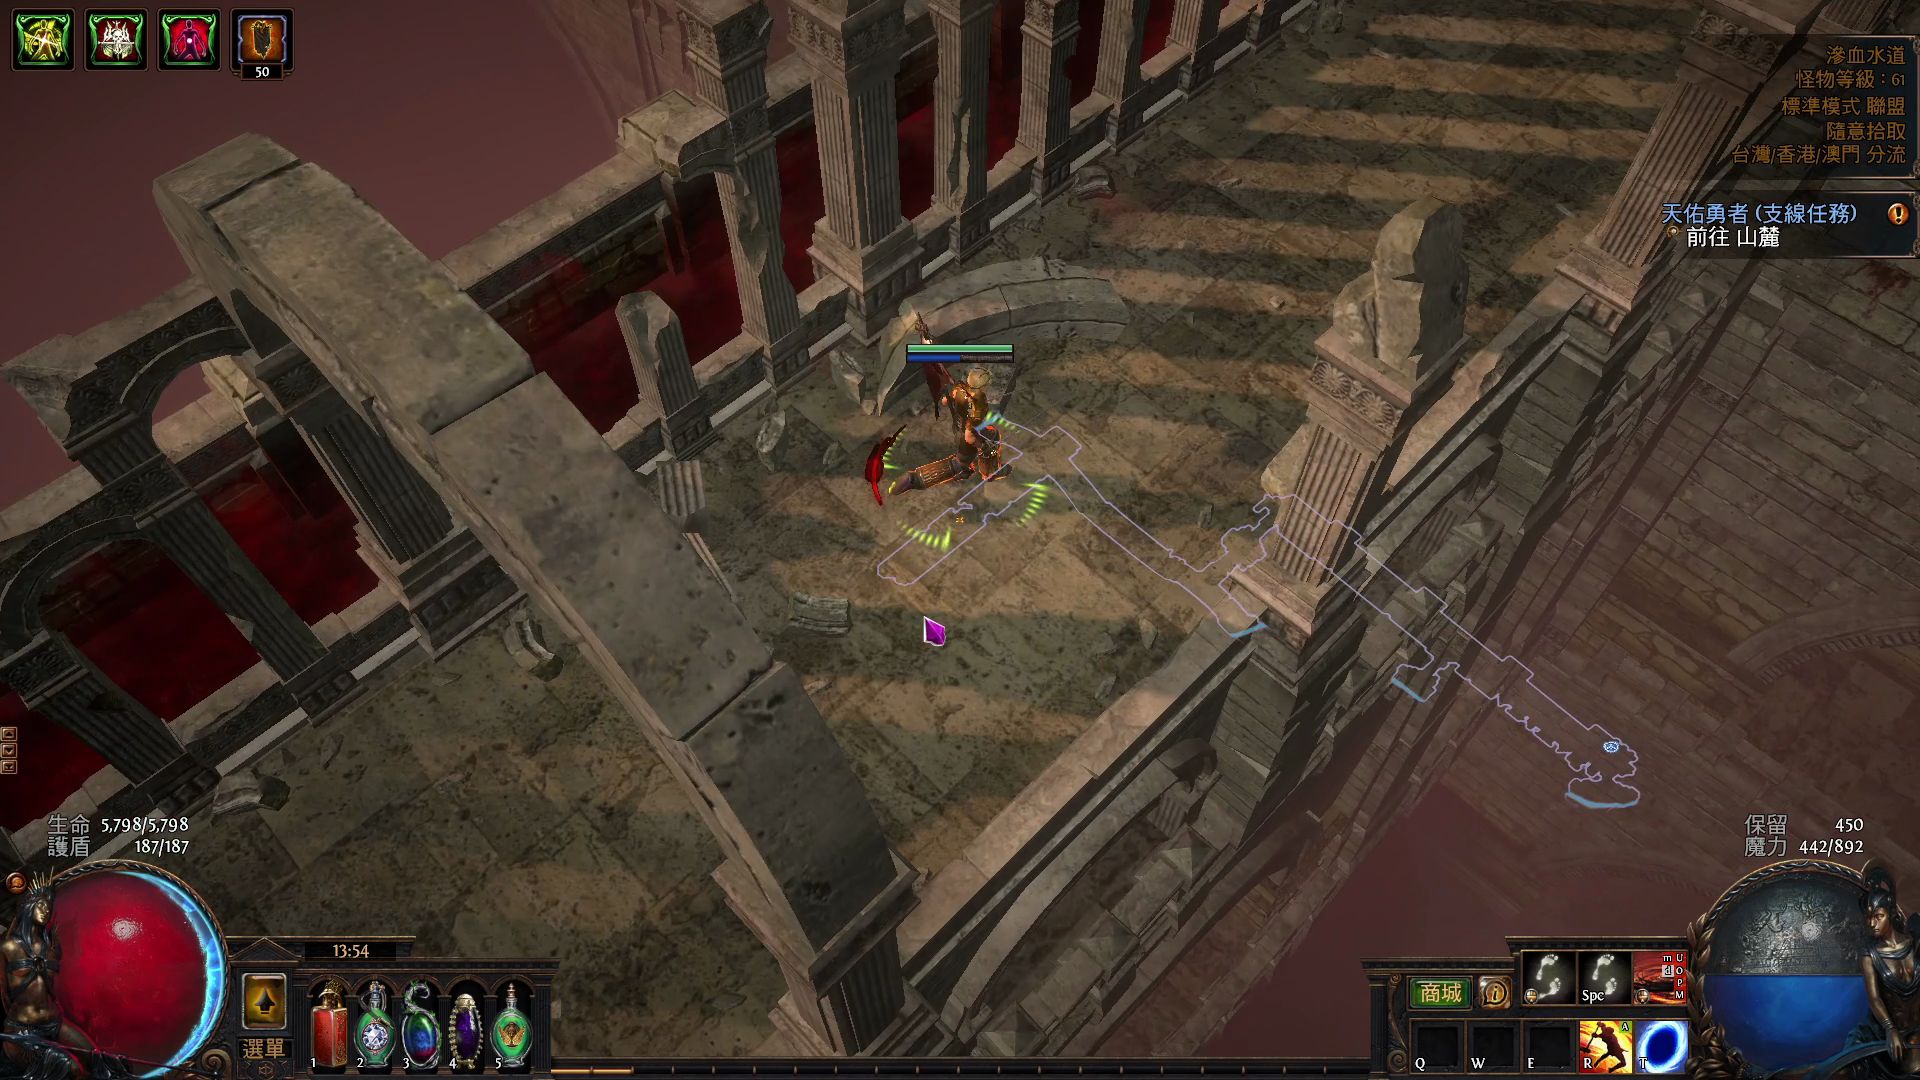 50
滲血水道
怪物等級：61
標準模式 聯盟
隨意拾取
台灣/香港/澳門 分流
天佑勇者 (支線任務)
前往 山麓
生命 5,798/5,798
護盾 187/187
保留 450
魔力 442/892
13:54
選單
1 2 3 4 5
商城
Spc
m U
d O
P
M
Q W E R A T